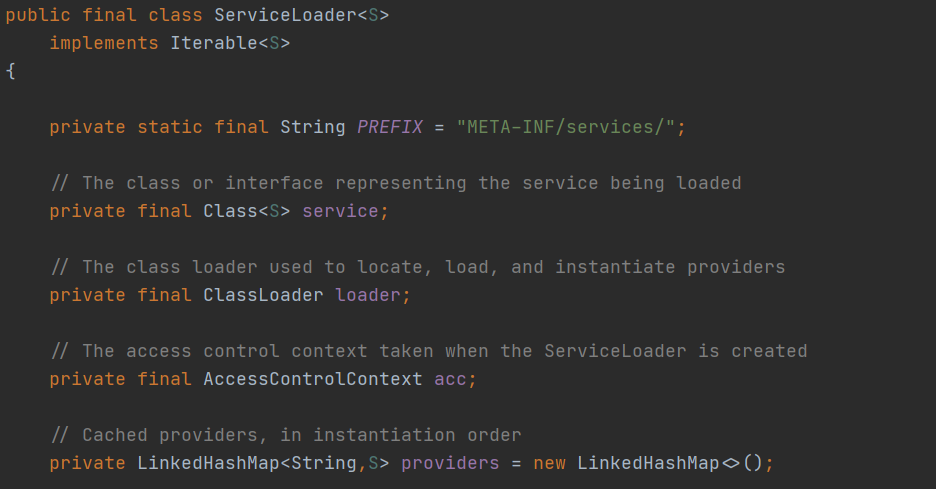 public final class ServiceLoader<S>
    implements Iterable<S>
{
    private static final String PREFIX = "META-INF/services/";
    // The class or interface representing the service being loaded
    private final Class<S> service;
    // The class loader used to locate, load, and instantiate providers
    private final ClassLoader loader;
    // The access control context taken when the ServiceLoader is created
    private final AccessControlContext acc;
    // Cached providers, in instantiation order
    private LinkedHashMap<String,S> providers = new LinkedHashMap<>();